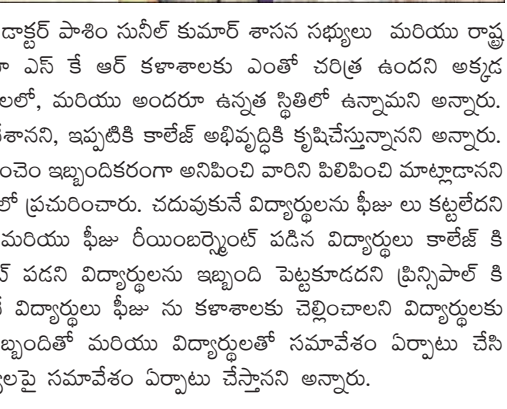 డాక్టర్ పాశిం సునీల్ కుమార్ శాసన సభ్యులు మరియు రాష్ట్ర
ఎస్ కే ఆర్ కళాశాలకు ఎంతో చరిత్ర ఉందని అక్కడ
లలో, మరియు అందరూ ఉన్నత స్థితిలో ఉన్నామని అన్నారు.
శానని, ఇప్పటికి కాలేజ్ అభివృద్ధికి కృషిచేస్తున్నానని అన్నారు.
ంచెం ఇబ్బందికరంగా అనిపించి వారిని పిలిపించి మాట్లాడానని
లో ప్రచురించారు. చదువుకునే విద్యార్థులను ఫీజు లు కట్టలేదని
మరియు ఫీజు రీయింబర్స్మెంట్ పడిన విద్యార్థులు కాలేజ్ కి
పడని విద్యార్థులను ఇబ్బంది పెట్టకూడదని ప్రిన్సిపాల్ కి
విద్యార్థులు ఫీజు ను కళాశాలకు చెల్లించాలని విద్యార్థులకు
బ్బందితో మరియు విద్యార్థులతో సమావేశం ఏర్పాటు చేసి
లపై సమావేశం ఏర్పాటు చేస్తానని అన్నారు.